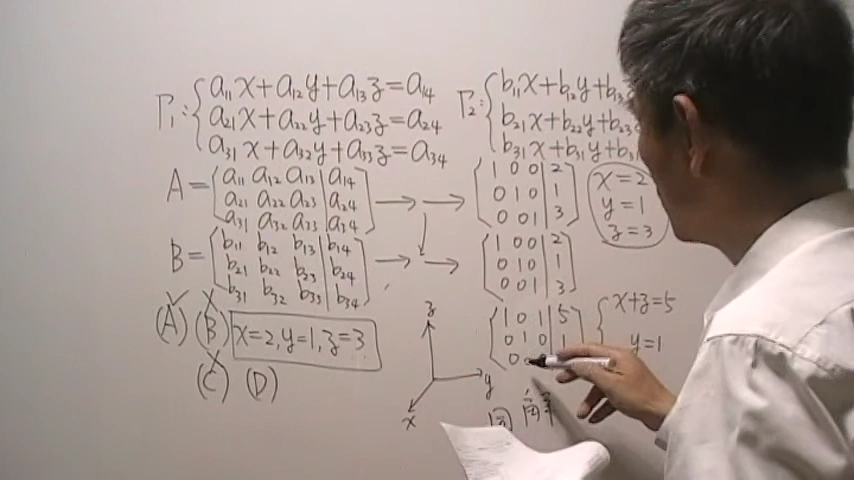 Γ₁: { a₁₁x+a₁₂y+a₁₃z=a₁₄
a₂₁x+a₂₂y+a₂₃z=a₂₄
a₃₁x+a₃₂y+a₃₃z=a₃₄
Γ₂: { b₁₁x+b₁₂y+b₁₃
b₂₁x+b₂₂y+b₂₃
b₃₁x+b₃₁y+b₃₁
A = [ a₁₁ a₁₂ a₁₃ | a₁₄
a₂₁ a₂₂ a₂₃ | a₂₄
a₃₁ a₃₂ a₃₃ | a₃₄ ] → →
[ 1 0 0 | 2
0 1 0 | 1
0 0 1 | 3 ]
x=2
y=1
z=3
B = [ b₁₁ b₁₂ b₁₃ | b₁₄
b₂₁ b₂₂ b₂₃ | b₂₄
b₃₁ b₃₂ b₃₃ | b₃₄ ] → →
[ 1 0 0 | 2
0 1 0 | 1
0 0 1 | 3 ]
(A) (B) x=2, y=1, z=3
(C) (D)
z
y
x
[ 1 0 1 | 5
0 1 0 | 1
0 0
{ x+z=5
y=1